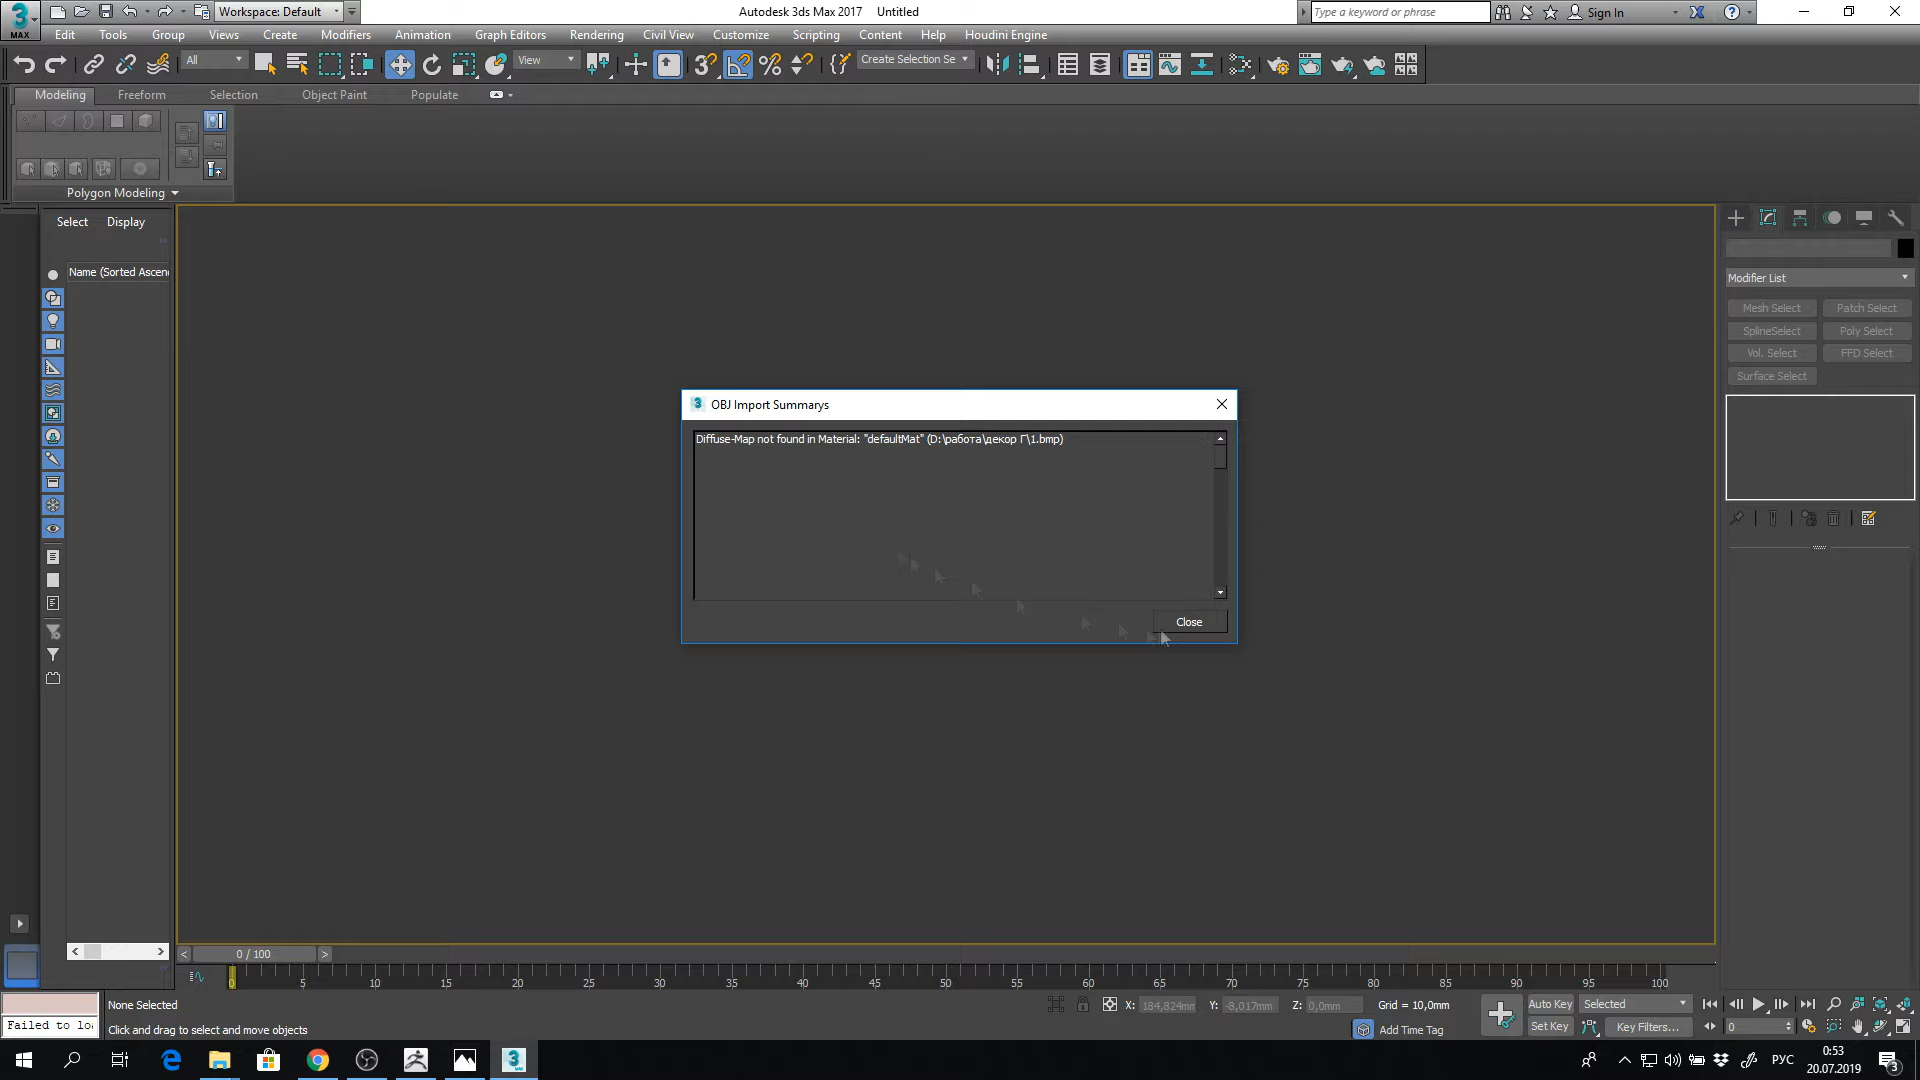 Workspace: Default
Autodesk 3ds Max 2017    Untitled
Type a keyword or phrase
Sign In
MAX
Edit Tools Group Views Create Modifiers Animation Graph Editors Rendering Civil View Customize Scripting Content Help Houdini Engine
All
View
Create Selection Se
Modeling Freeform Selection Object Paint Populate
Polygon Modeling
Select Display
Name (Sorted Ascen
Modifier List
Mesh Select Patch Select
SplineSelect Poly Select
Vol. Select FFD Select
Surface Select
OBJ Import Summarys
Diffuse-Map not found in Material: "defaultMat" (D:\работа\декор Г\1.bmp)
Close
0 / 100
0 5 10 15 20 25 30 35 40 45 50 55 60 65 70 75 80 85 90 95 100
None Selected
X: 184,824mm Y: -8,017mm Z: 0,0mm Grid = 10,0mm
Auto Key Selected
Failed to
Click and drag to select and move objects
Add Time Tag
Set Key Key Filters...
0
РУС
0:53
20.07.2019
3